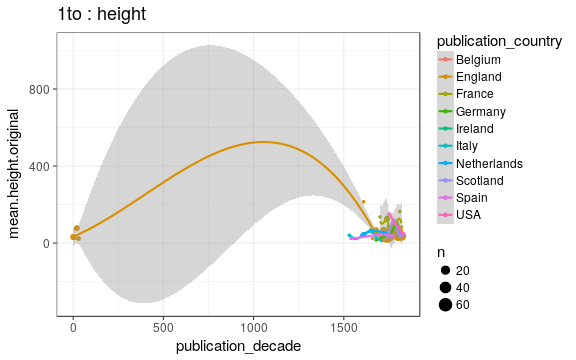 1to : height
mean.height.original
800
400
0
0
500
1000
1500
publication_decade
publication_country
Belgium
England
France
Germany
Ireland
Italy
Netherlands
Scotland
Spain
USA
n
20
40
60